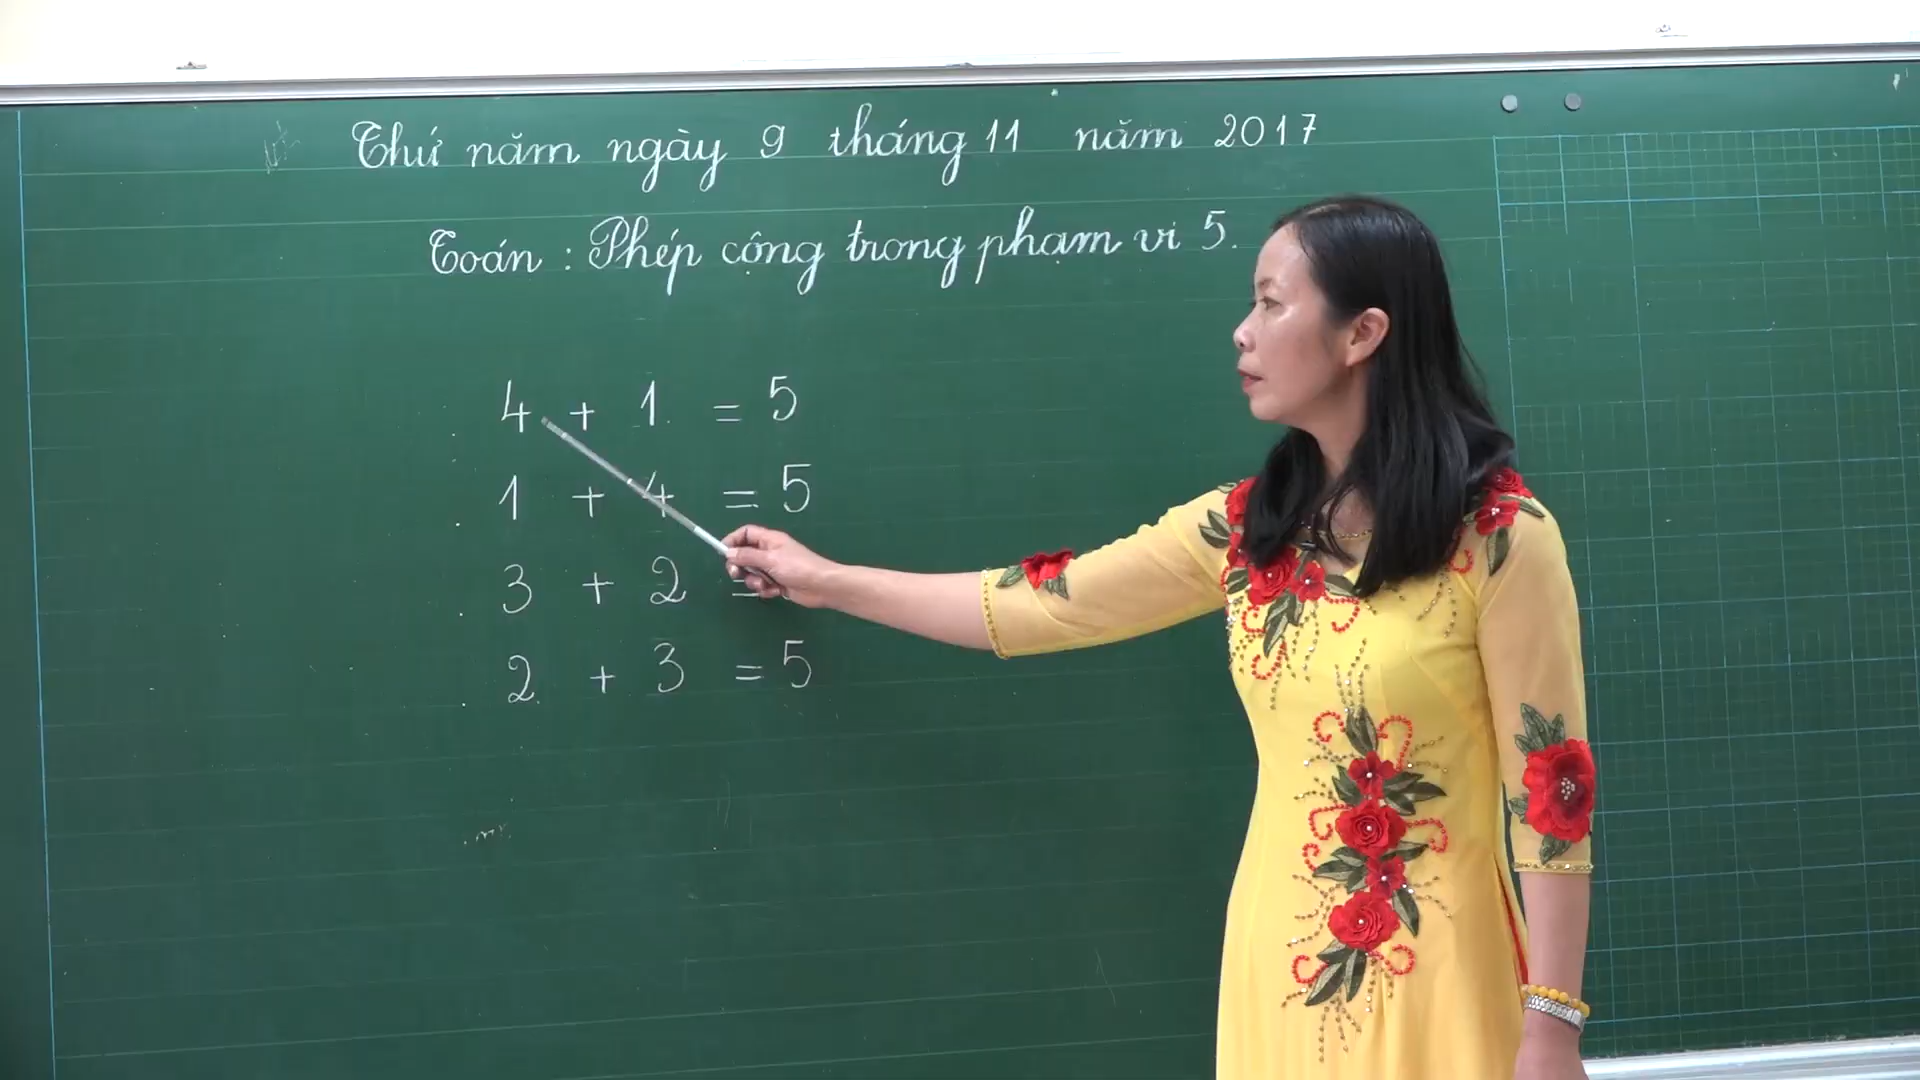 Thứ năm ngày 9 tháng 11 năm 2017
Toán : Phép cộng trong phạm vi 5.
4 + 1 = 5
1 + 4 = 5
3 + 2 =
2 + 3 = 5